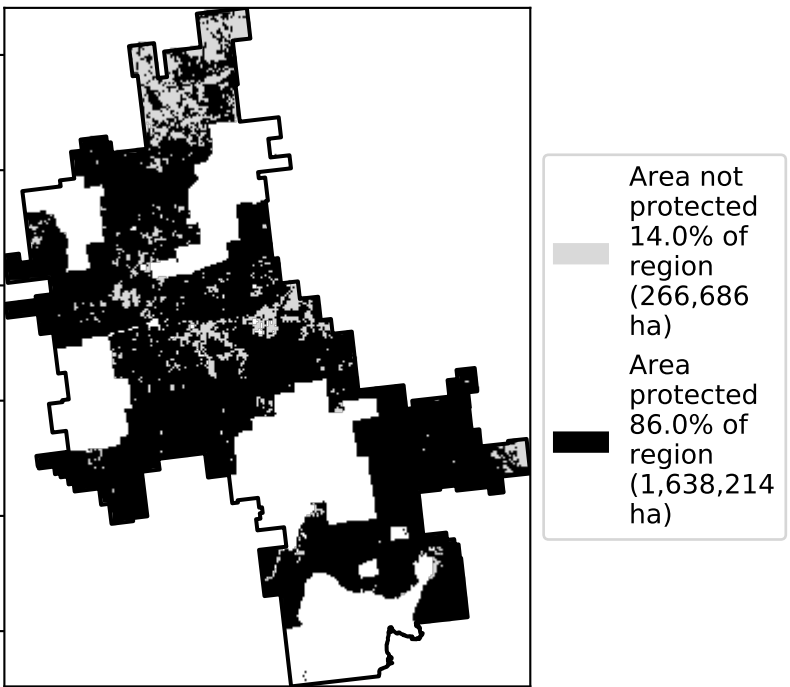 Area not
protected
14.0% of
region
(266,686
ha)
Area
protected
86.0% of
region
(1,638,214
ha)